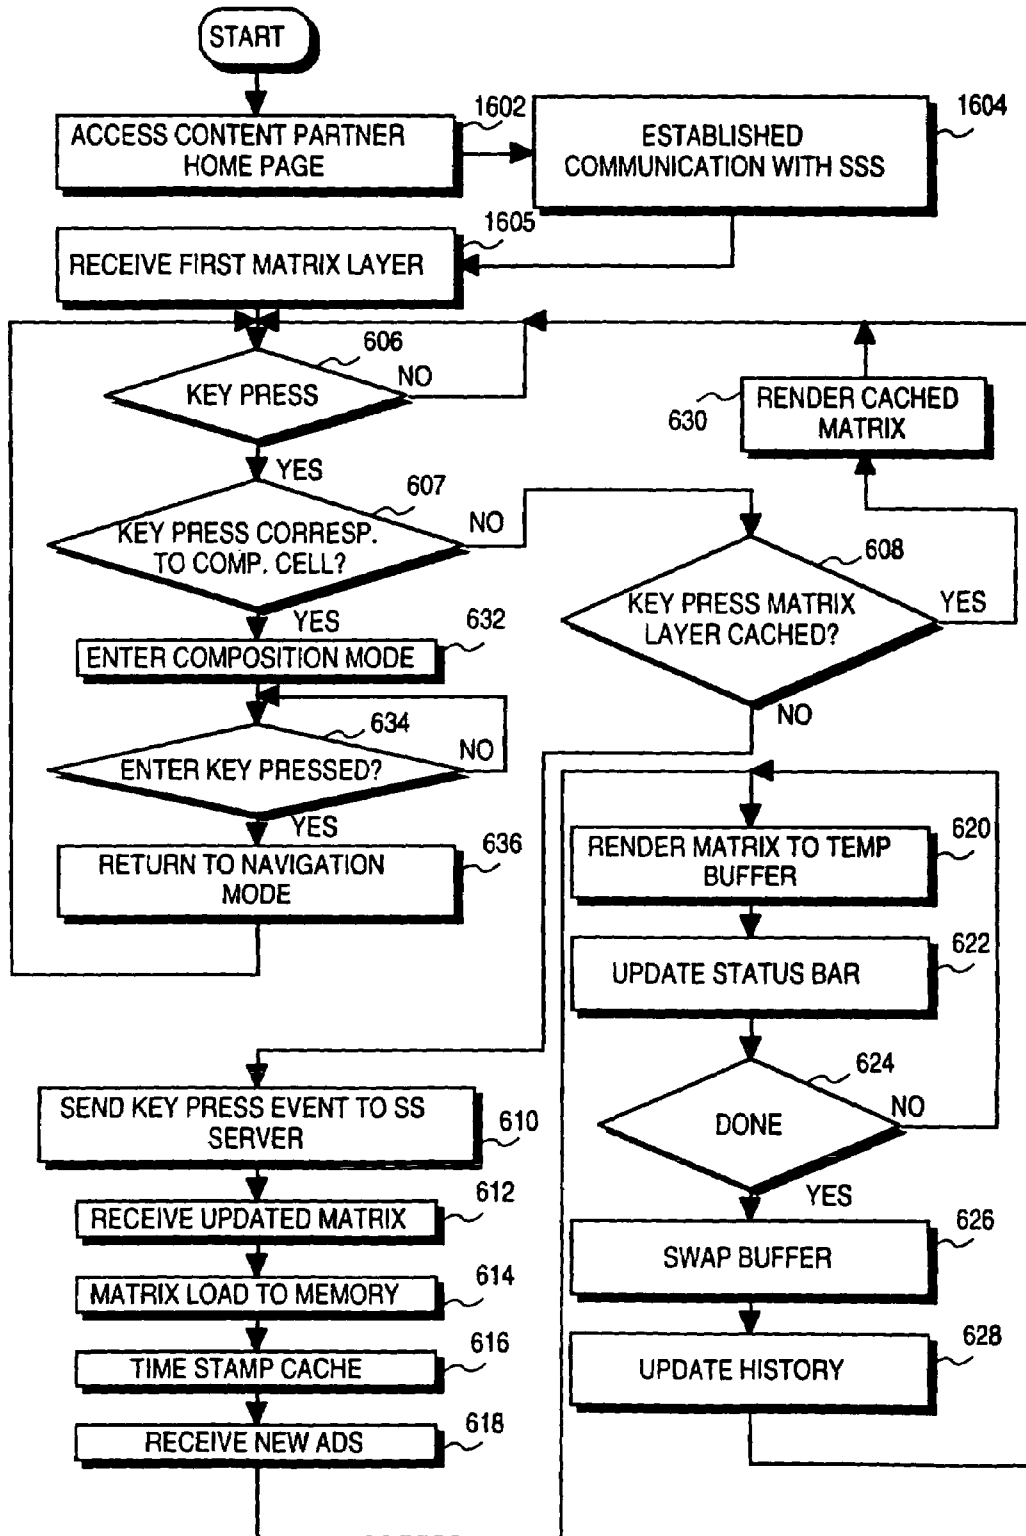 START
ACCESS CONTENT PARTNER
HOME PAGE
1602
ESTABLISHED
COMMUNICATION WITH SSS
1604
RECEIVE FIRST MATRIX LAYER
1605
KEY PRESS
606
NO
YES
RENDER CACHED
MATRIX
630
KEY PRESS CORRESP.
TO COMP. CELL?
607
NO
YES
KEY PRESS MATRIX
LAYER CACHED?
608
YES
NO
ENTER COMPOSITION MODE
632
ENTER KEY PRESSED?
634
NO
YES
RETURN TO NAVIGATION
MODE
636
RENDER MATRIX TO TEMP
BUFFER
620
UPDATE STATUS BAR
622
DONE
624
NO
YES
SEND KEY PRESS EVENT TO SS
SERVER
610
RECEIVE UPDATED MATRIX
612
MATRIX LOAD TO MEMORY
614
TIME STAMP CACHE
616
RECEIVE NEW ADS
618
SWAP BUFFER
626
UPDATE HISTORY
628